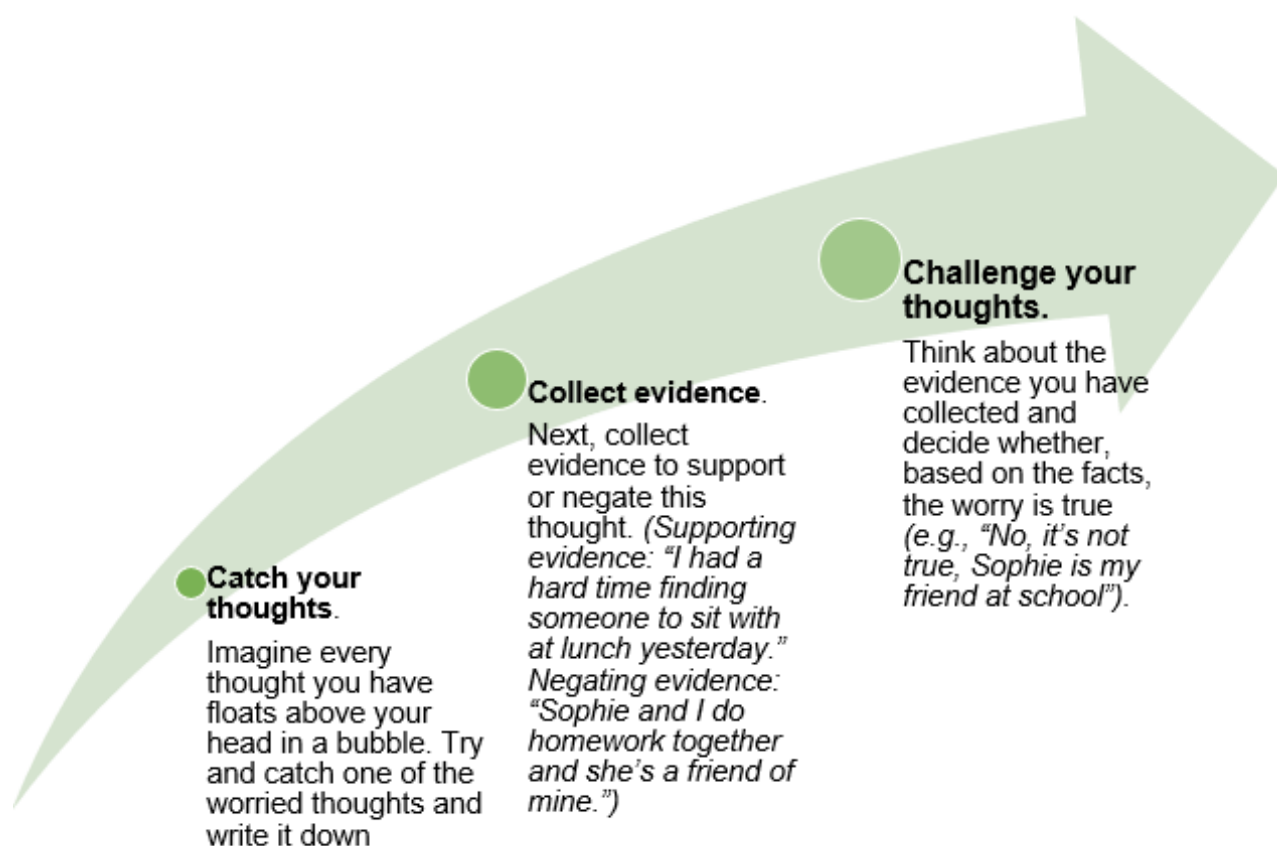 Catch your
thoughts.
Imagine every
thought you have
floats above your
head in a bubble. Try
and catch one of the
worried thoughts and
write it down
Collect evidence.
Next, collect
evidence to support
or negate this
thought. (Supporting
evidence: “I had a
hard time finding
someone to sit with
at lunch yesterday.”
Negating evidence:
“Sophie and I do
homework together
and she’s a friend of
mine.”)
Challenge your
thoughts.
Think about the
evidence you have
collected and
decide whether,
based on the facts,
the worry is true
(e.g., “No, it’s not
true, Sophie is my
friend at school”).